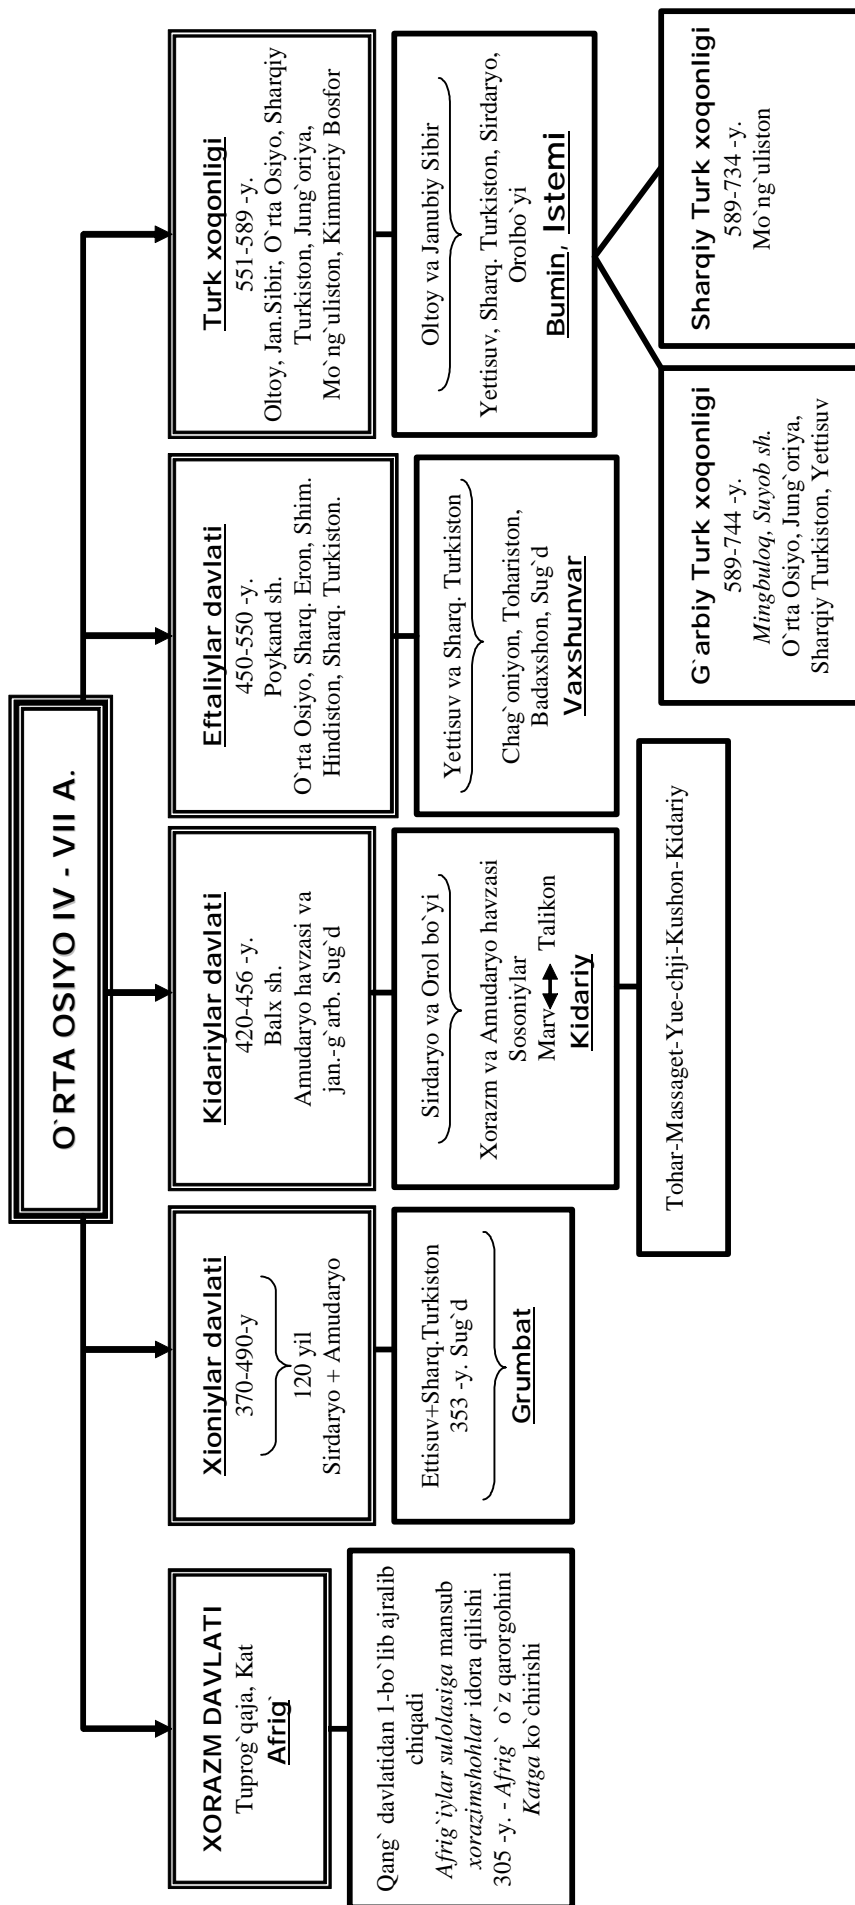 O`RTA OSIYO IV - VII A.
XORAZM DAVLATI
Tuprog`qaja, Kat
Afrig`
Qang` davlatidan 1-bo`lib ajralib
chiqadi
Afrig`iylar sulolasiga mansub
xorazimshohlar idora qilishi
305 -y. - Afrig` o`z qarorgohini
Katga ko`chirishi
Xioniylar davlati
370-490-y
120 yil
Sirdaryo + Amudaryo
Ettisuv+Sharq.Turkiston
353 -y. Sug`d
Grumbat
Kidariylar davlati
420-456 -y.
Balx sh.
Amudaryo havzasi va
jan.-g`arb. Sug`d
Sirdaryo va Orol bo`yi
Xorazm va Amudaryo havzasi
Sosoniylar
Marv Talikon
Kidariy
Tohar-Massaget-Yue-chji-Kushon-Kidariy
Eftaliylar davlati
450-550 -y.
Poykand sh.
O`rta Osiyo, Sharq. Eron, Shim.
Hindiston, Sharq. Turkiston.
Yettisuv va Sharq. Turkiston
Chag`oniyon, Tohariston,
Badaxshon, Sug`d
Vaxshunvar
Turk xoqonligi
551-589 -y.
Oltoy, Jan.Sibir, O`rta Osiyo, Sharqiy
Turkiston, Jung`oriya,
Mo`ng`uliston, Kimmeriy Bosfor
Oltoy va Janubiy Sibir
Yettisuv, Sharq. Turkiston, Sirdaryo,
Orolbo`yi
Bumin, Istemi
G`arbiy Turk xoqonligi
589-744 -y.
Mingbuloq, Suyob sh.
O`rta Osiyo, Jung`oriya,
Sharqiy Turkiston, Yettisuv
Sharqiy Turk xoqonligi
589-734 -y.
Mo`ng`uliston